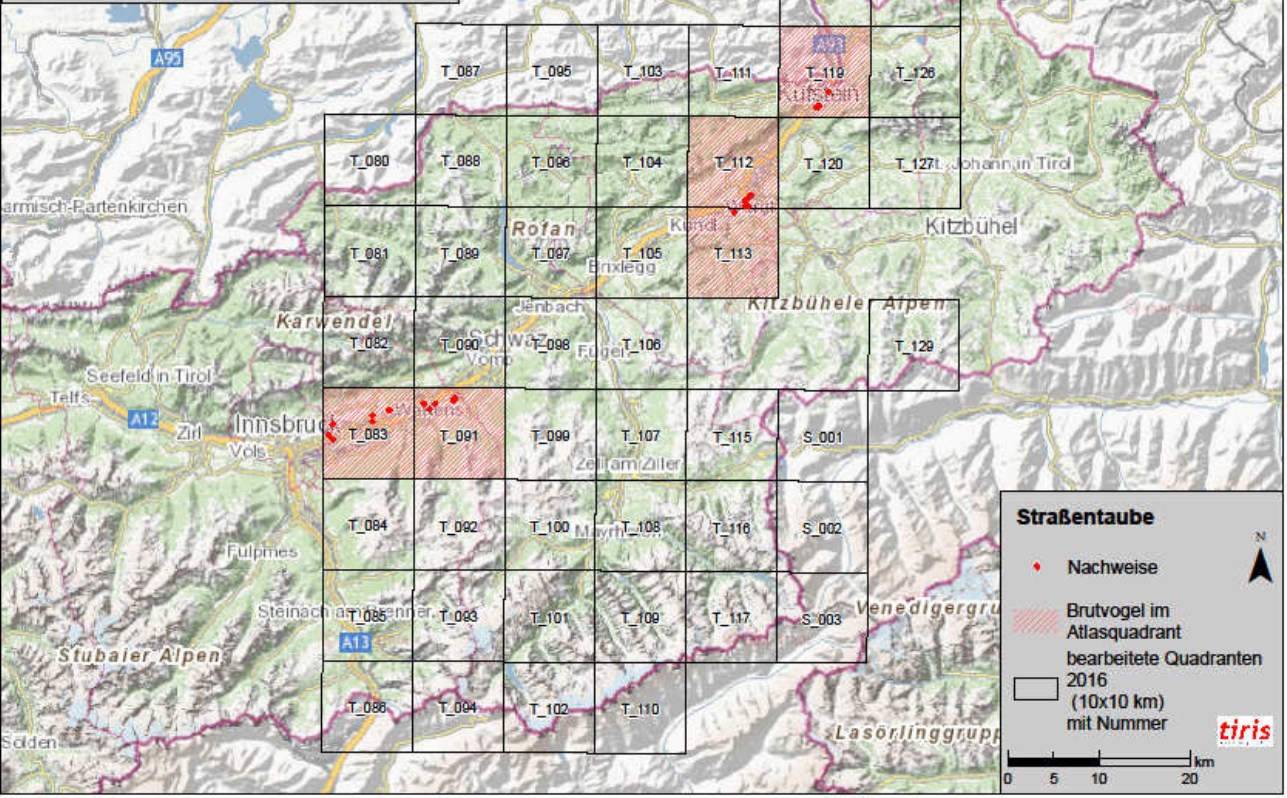 A95
T_087
T_095
T_103
T_111
T_119
T_126
Kufstein
T_080
T_088
T_096
T_104
T_112
T_120
T_127
t. Johann in Tirol
armisch-Partenkirchen
Rofan
Kundl
Kitzbühel
T_081
T_089
T_097
T_105
T_113
Brixlegg
Jenbach
Kitzbüheler Alpen
Karwendel
T_082
T_090
Schwaz
T_098
T_106
T_129
Vomp
Fügen
Seefeld in Tirol
Telfs
A12
Zirl
Innsbruck
Wattens
T_083
T_091
T_099
T_107
T_115
S_001
Völs
Zell am Ziller
T_084
T_092
T_100
T_108
T_116
S_002
Fulpmes
Steinach am Brenner
T_085
T_093
T_101
T_109
T_117
S_003
Venedigergru
A13
Stubaier Alpen
T_086
T_094
T_102
T_110
Sölden
Lasörlinggrupp
Straßentaube
N
Nachweise
Brutvogel im
Atlasquadrant
bearbeitete Quadranten
2016
(10x10 km)
mit Nummer
tiris
km
0 5 10 20